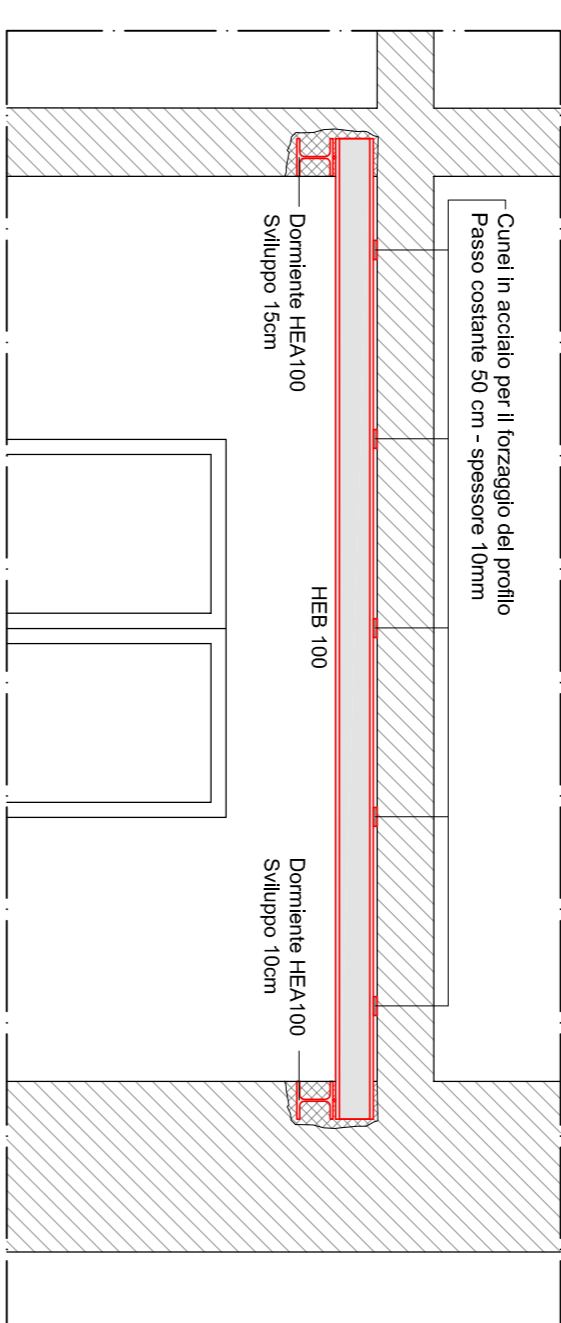 Cunei in acciaio per il forzaggio del profilo
Passo costante 50 cm - spessore 10mm
Dormiente HEA100
Sviluppo 15cm
HEB 100
Dormiente HEA100
Sviluppo 10cm